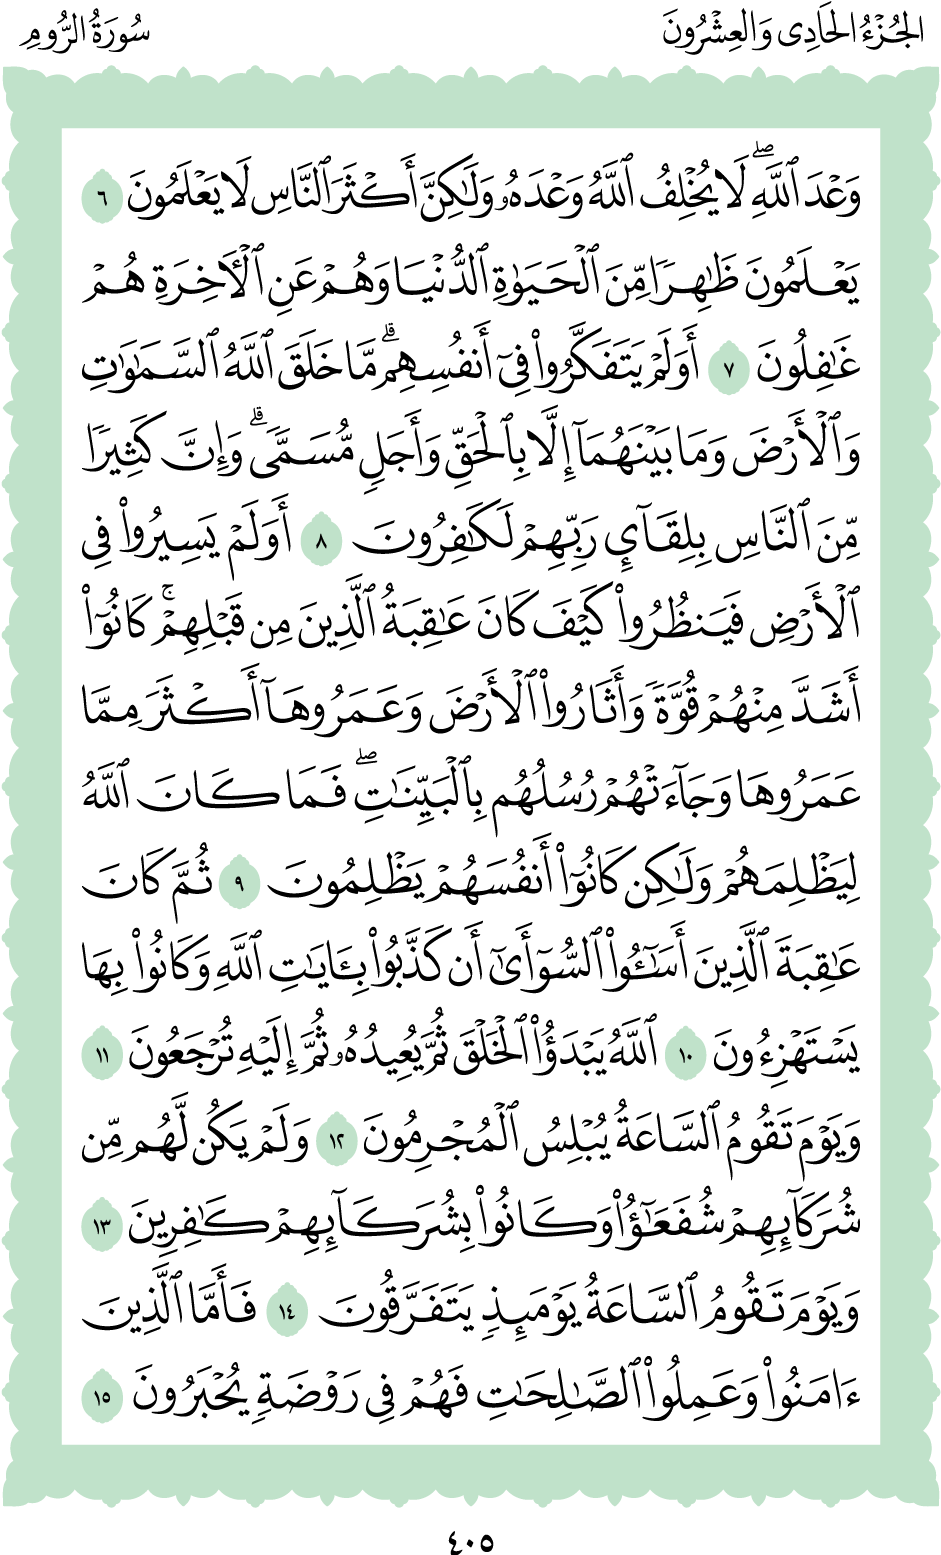 الجُزْءُ الحَادِى وَالعِشْرُونَ
سُورَةُ الرُّومِ
وَعْدَ ٱللَّهِۖ لَا يُخْلِفُ ٱللَّهُ وَعْدَهُۥ وَلَٰكِنَّ أَكْثَرَ ٱلنَّاسِ لَا يَعْلَمُونَ ٦
يَعْلَمُونَ ظَٰهِرٗا مِّنَ ٱلْحَيَوٰةِ ٱلدُّنْيَا وَهُمْ عَنِ ٱلْأٓخِرَةِ هُمْ
غَٰفِلُونَ ٧ أَوَلَمْ يَتَفَكَّرُوا۟ فِىٓ أَنفُسِهِمۗ مَّا خَلَقَ ٱللَّهُ ٱلسَّمَٰوَٰتِ
وَٱلْأَرْضَ وَمَا بَيْنَهُمَآ إِلَّا بِٱلْحَقِّ وَأَجَلٖ مُّسَمّٗىۗ وَإِنَّ كَثِيرٗا
مِّنَ ٱلنَّاسِ بِلِقَآئِ رَبِّهِمْ لَكَٰفِرُونَ ٨ أَوَلَمْ يَسِيرُوا۟ فِى
ٱلْأَرْضِ فَيَنظُرُوا۟ كَيْفَ كَانَ عَٰقِبَةُ ٱلَّذِينَ مِن قَبْلِهِمْۚ كَانُوٓا۟
أَشَدَّ مِنْهُمْ قُوَّةٗ وَأَثَارُوا۟ ٱلْأَرْضَ وَعَمَرُوهَآ أَكْثَرَ مِمَّا
عَمَرُوهَا وَجَآءَتْهُمْ رُسُلُهُم بِٱلْبَيِّنَٰتِۖ فَمَا كَانَ ٱللَّهُ
لِيَظْلِمَهُمْ وَلَٰكِن كَانُوٓا۟ أَنفُسَهُمْ يَظْلِمُونَ ٩ ثُمَّ كَانَ
عَٰقِبَةَ ٱلَّذِينَ أَسَٰٓـُٔوا۟ ٱلسُّوٓأَىٰٓ أَن كَذَّبُوا۟ بِـَٔايَٰتِ ٱللَّهِ وَكَانُوا۟ بِهَا
يَسْتَهْزِءُونَ ١٠ ٱللَّهُ يَبْدَؤُا۟ ٱلْخَلْقَ ثُمَّ يُعِيدُهُۥ ثُمَّ إِلَيْهِ تُرْجَعُونَ ١١
وَيَوْمَ تَقُومُ ٱلسَّاعَةُ يُبْلِسُ ٱلْمُجْرِمُونَ ١٢ وَلَمْ يَكُن لَّهُم مِّن
شُرَكَآئِهِمْ شُفَعَٰٓؤُا۟ وَكَانُوا۟ بِشُرَكَآئِهِمْ كَٰفِرِينَ ١٣
وَيَوْمَ تَقُومُ ٱلسَّاعَةُ يَوْمَئِذٖ يَتَفَرَّقُونَ ١٤ فَأَمَّا ٱلَّذِينَ
ءَامَنُوا۟ وَعَمِلُوا۟ ٱلصَّٰلِحَٰتِ فَهُمْ فِى رَوْضَةٖ يُحْبَرُونَ ١٥
٤٠٥